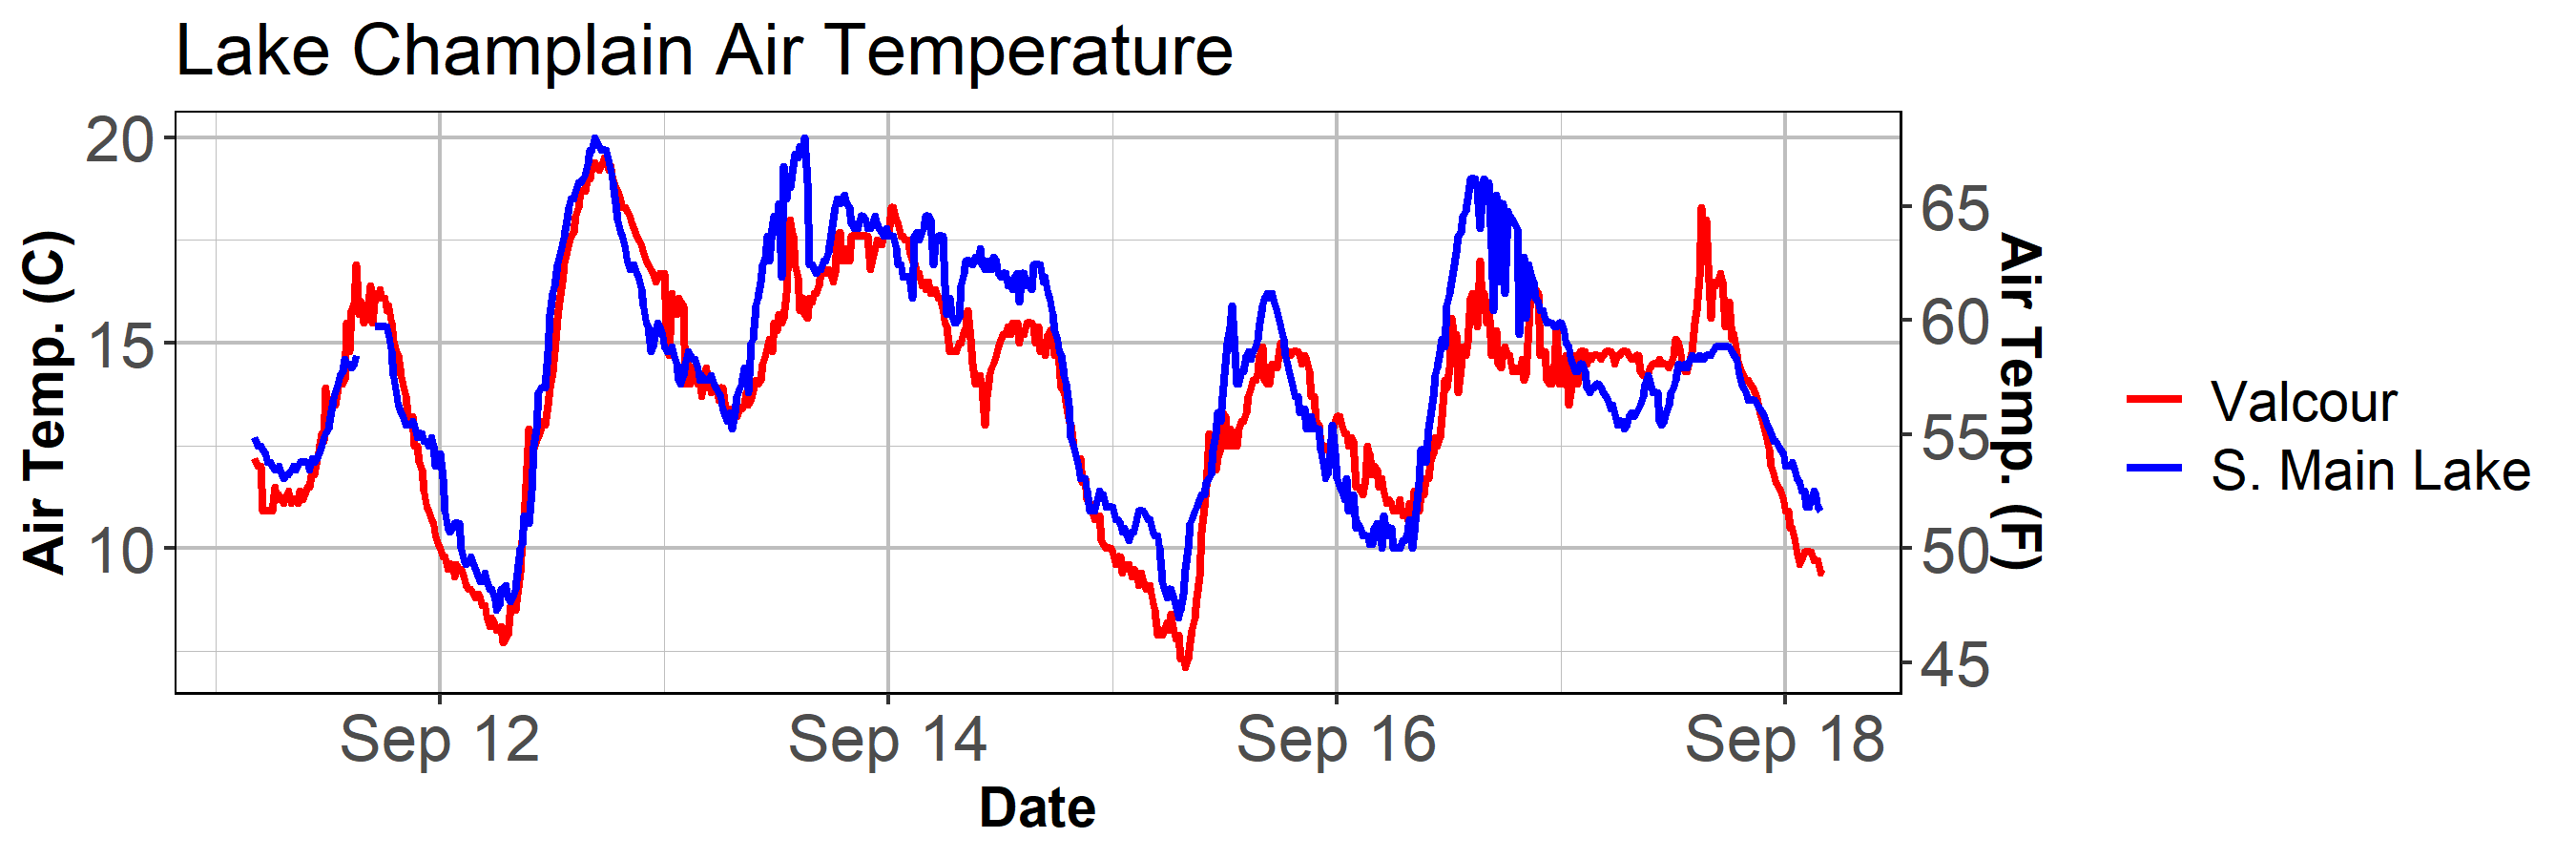 Lake Champlain Air Temperature
Air Temp. (C)
20
15
10
65
60
55
50
45
Air Temp. (F)
Sep 12
Sep 14
Sep 16
Sep 18
Date
Valcour
S. Main Lake